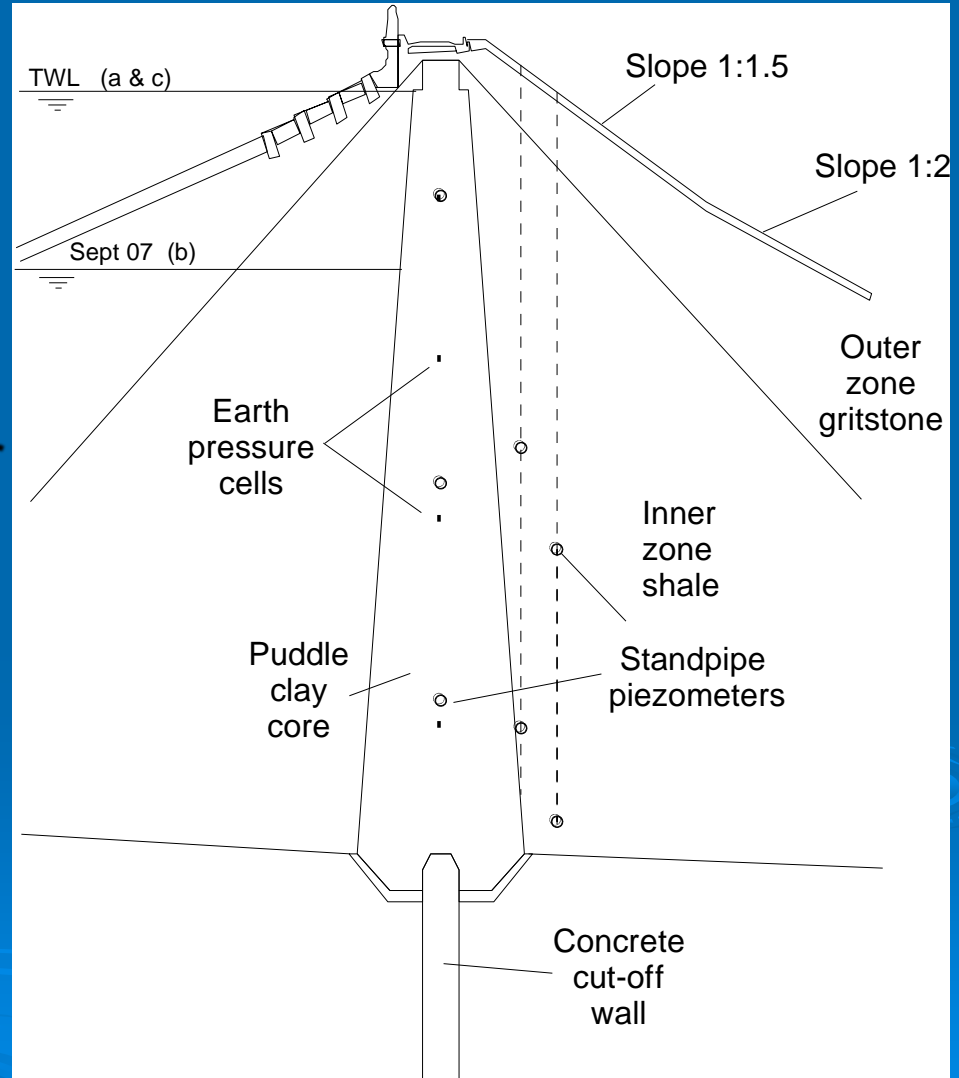 TWL (a & c)
Slope 1:1.5
Slope 1:2
Sept 07 (b)
Outer
zone
gritstone
Earth
pressure
cells
Inner
zone
shale
Puddle
clay
core
Standpipe
piezometers
Concrete
cut-off
wall